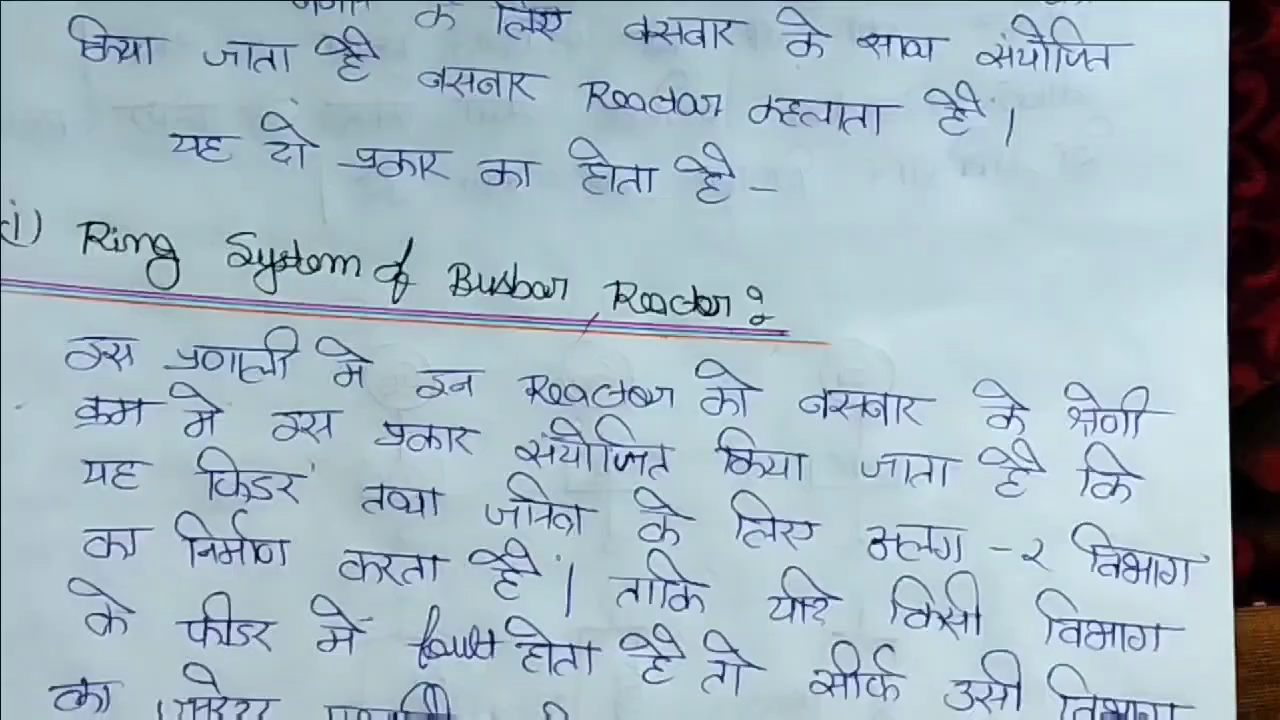 के लिए बसबार के साथ संयोजित
किया जाता है बसबार Reactor कहलाता है।
यह दो प्रकार का होता है -
i) Ring System of Busbar Reactor :
इस प्रणाली मे इन Reactor को बसबार के श्रेणी
क्रम मे इस प्रकार संयोजित किया जाता है कि
यह फिडर तथा जनित्र के लिए अलग -२ विभाग
का निर्माण करता है। ताकि यदि किसी विभाग
के फीडर में fault होता है तो सीर्फ उसी विभाग
का